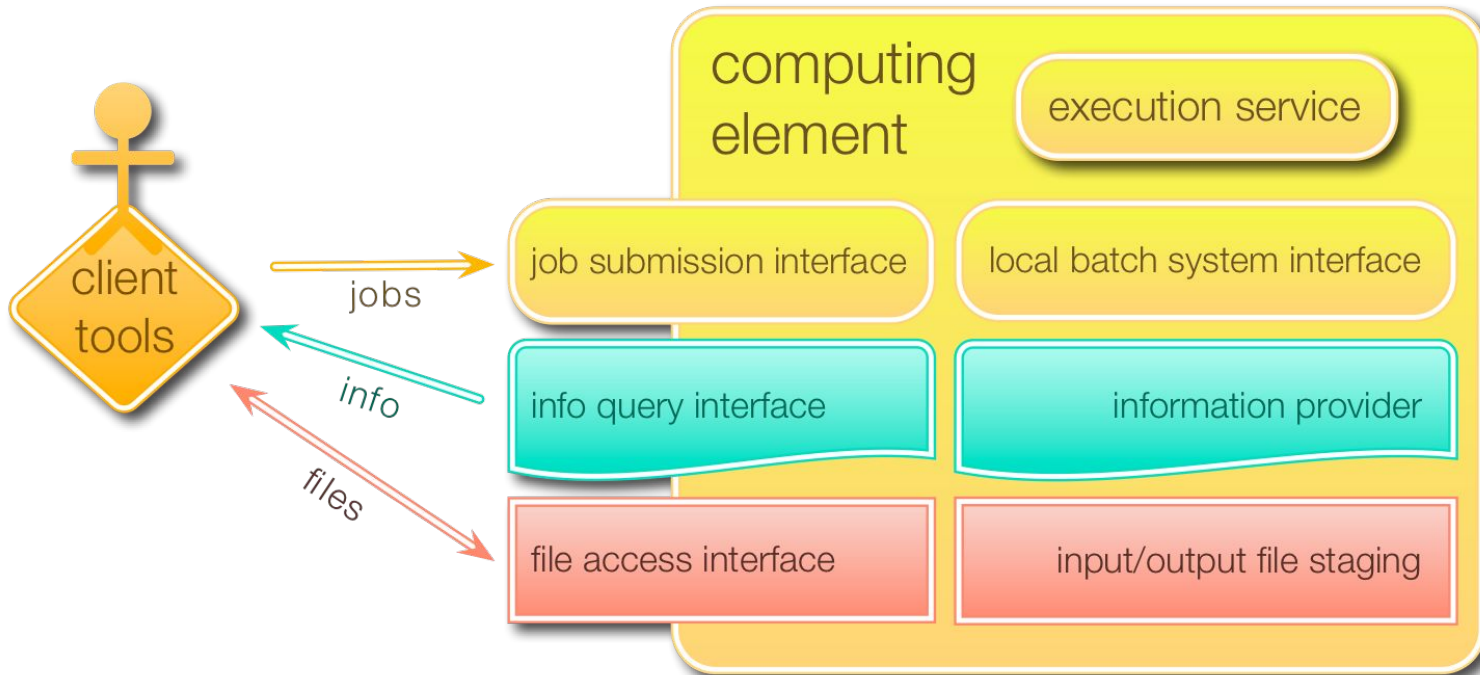 computing
element
execution service
client
tools
jobs
info
files
job submission interface
local batch system interface
info query interface
information provider
file access interface
input/output file staging